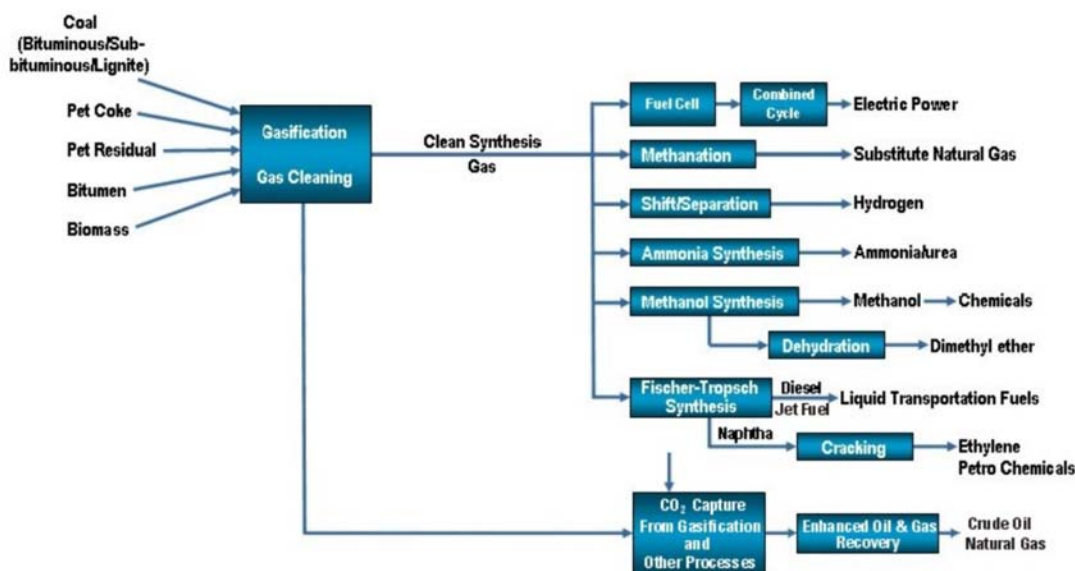 Coal
(Bituminous/Sub-
bituminous/Lignite)
Pet Coke
Pet Residual
Bitumen
Biomass
Gasification
Gas Cleaning
Clean Synthesis
Gas
Fuel Cell
Combined
Cycle
Electric Power
Methanation
Substitute Natural Gas
Shift/Separation
Hydrogen
Ammonia Synthesis
Ammonia/urea
Methanol Synthesis
Methanol
Chemicals
Dehydration
Dimethyl ether
Fischer-Tropsch
Synthesis
Diesel
Jet Fuel
Liquid Transportation Fuels
Naphtha
Cracking
Ethylene
Petro Chemicals
CO₂ Capture
From Gasification
and
Other Processes
Enhanced Oil & Gas
Recovery
Crude Oil
Natural Gas